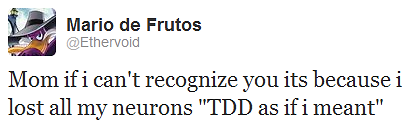 Mario de Frutos
@Ethervoid
Mom if i can't recognize you its because i
lost all my neurons "TDD as if i meant"